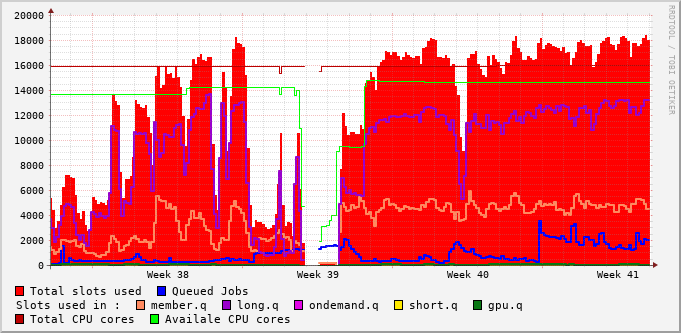 20000
18000
16000
14000
12000
10000
8000
6000
4000
2000
0
Week 38 Week 39 Week 40 Week 41
RRDTOOL / TOBI OETIKER
Total slots used Queued Jobs
Slots used in : member.q long.q ondemand.q short.q gpu.q
Total CPU cores Availale CPU cores